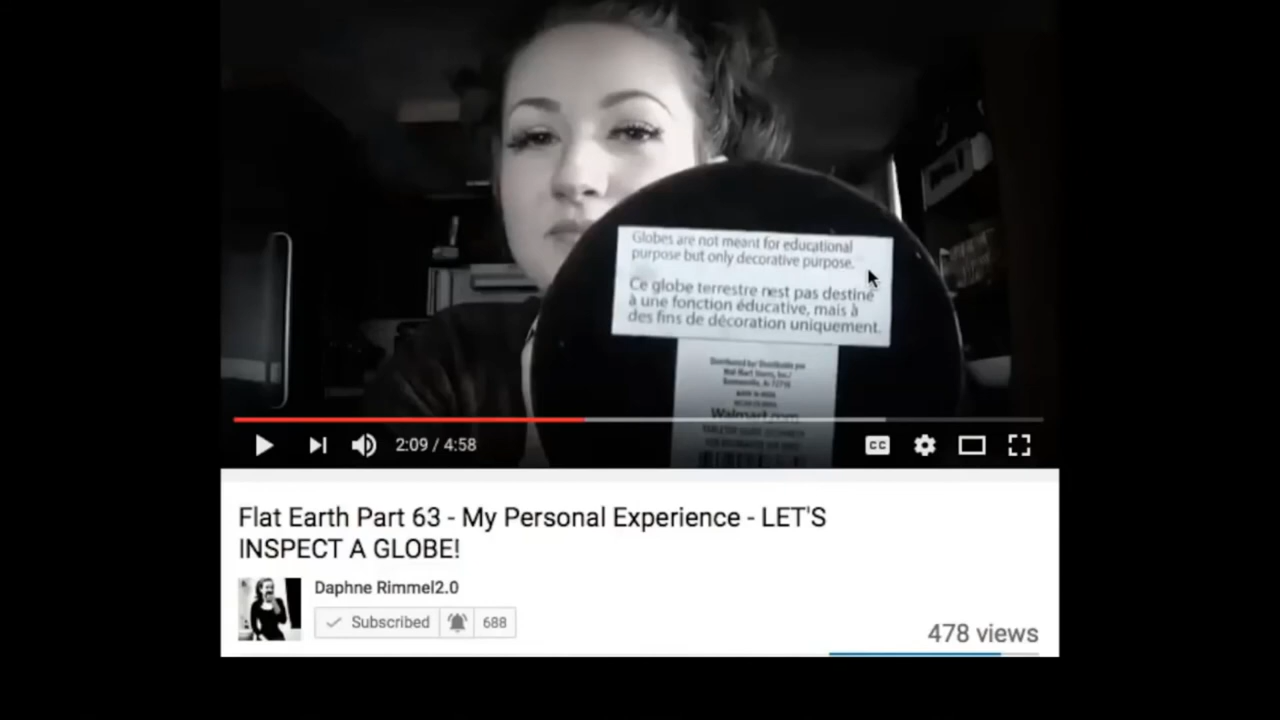 Globes are not meant for educational
purpose but only decorative purpose.
Ce globe terrestre nest pas destiné
à une fonction éducative, mais à
des fins de décoration uniquement.
Walmart.com
2:09 / 4:58
CC
Flat Earth Part 63 - My Personal Experience - LET'S
INSPECT A GLOBE!
Daphne Rimmel2.0
Subscribed 688
478 views